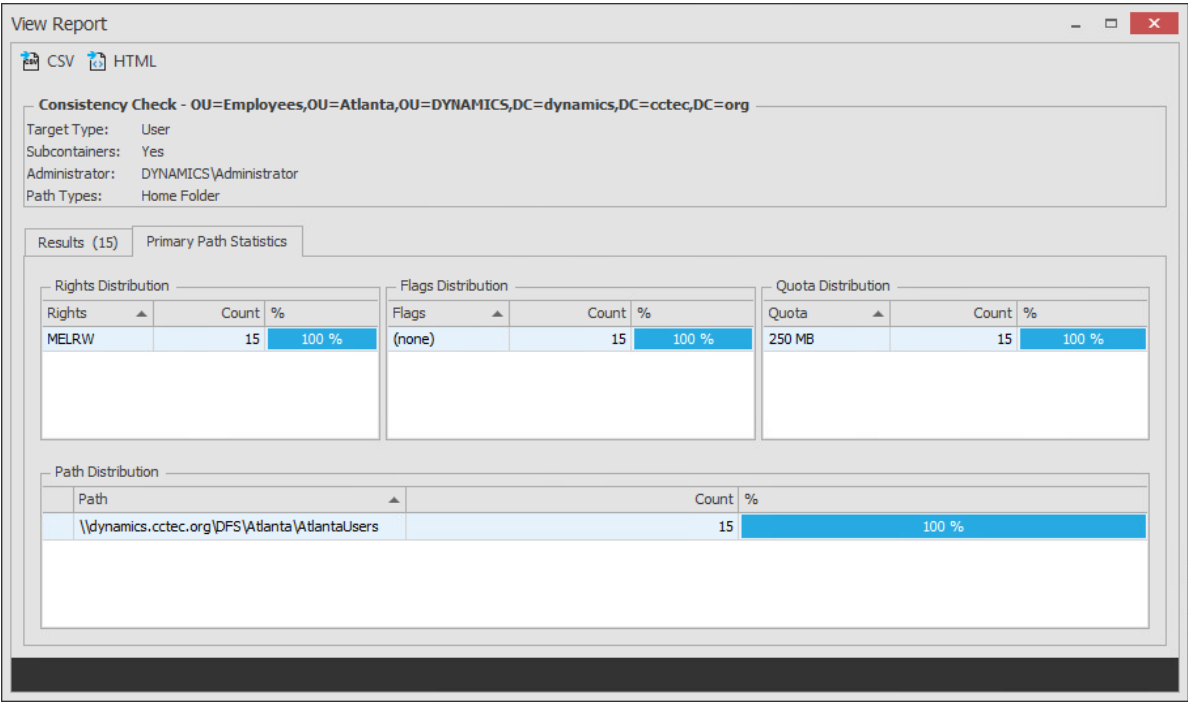 View Report
CSV HTML
Consistency Check - OU=Employees,OU=Atlanta,OU=DYNAMICS,DC=dynamics,DC=cctec,DC=org
Target Type: User
Subcontainers: Yes
Administrator: DYNAMICS\Administrator
Path Types: Home Folder
Results (15) Primary Path Statistics
Rights Distribution Flags Distribution Quota Distribution
Rights Count % Flags Count % Quota Count %
MELRW 15 100 % (none) 15 100 % 250 MB 15 100 %
Path Distribution
Path Count %
\\dynamics.cctec.org\DFS\Atlanta\AtlantaUsers 15 100 %